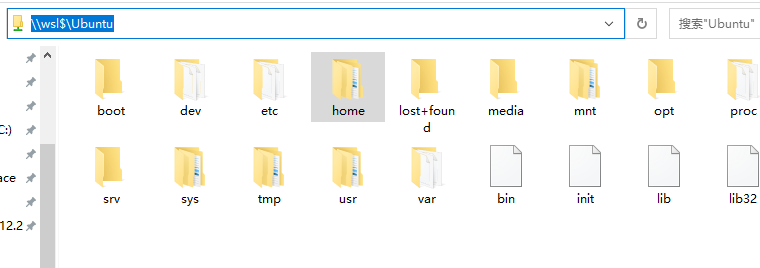 \\wsl$\Ubuntu
搜索"Ubuntu"
boot
dev
etc
home
lost+foun
d
media
mnt
opt
proc
C:)
srv
sys
tmp
usr
var
bin
init
lib
lib32
ace
12.2